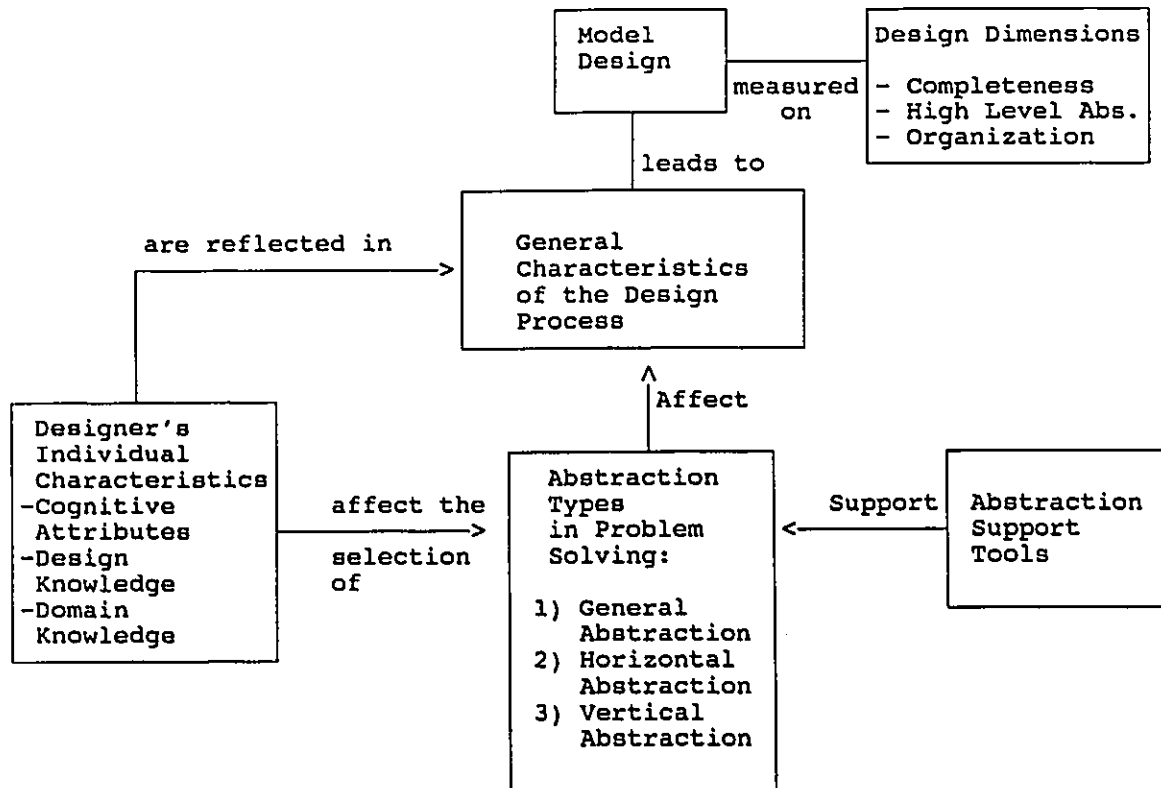 Model
Design
Design Dimensions
- Completeness
- High Level Abs.
- Organization
measured
on
leads to
are reflected in
General
Characteristics
of the Design
Process
Affect
Designer's
Individual
Characteristics
-Cognitive
Attributes
-Design
Knowledge
-Domain
Knowledge
affect the
selection
of
Abstraction
Types
in Problem
Solving:
1) General
Abstraction
2) Horizontal
Abstraction
3) Vertical
Abstraction
Support
Abstraction
Support
Tools